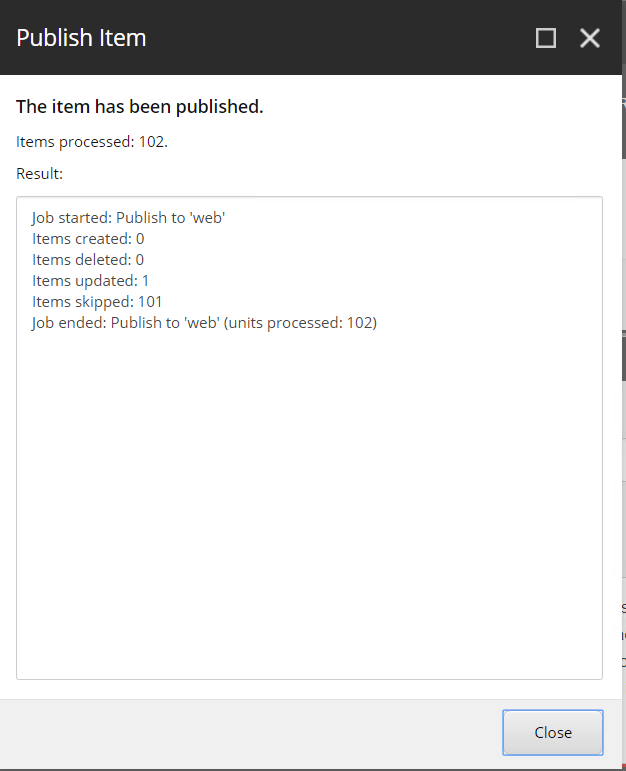 Publish Item
The item has been published.
Items processed: 102.
Result:
Job started: Publish to 'web'
Items created: 0
Items deleted: 0
Items updated: 1
Items skipped: 101
Job ended: Publish to 'web' (units processed: 102)
Close